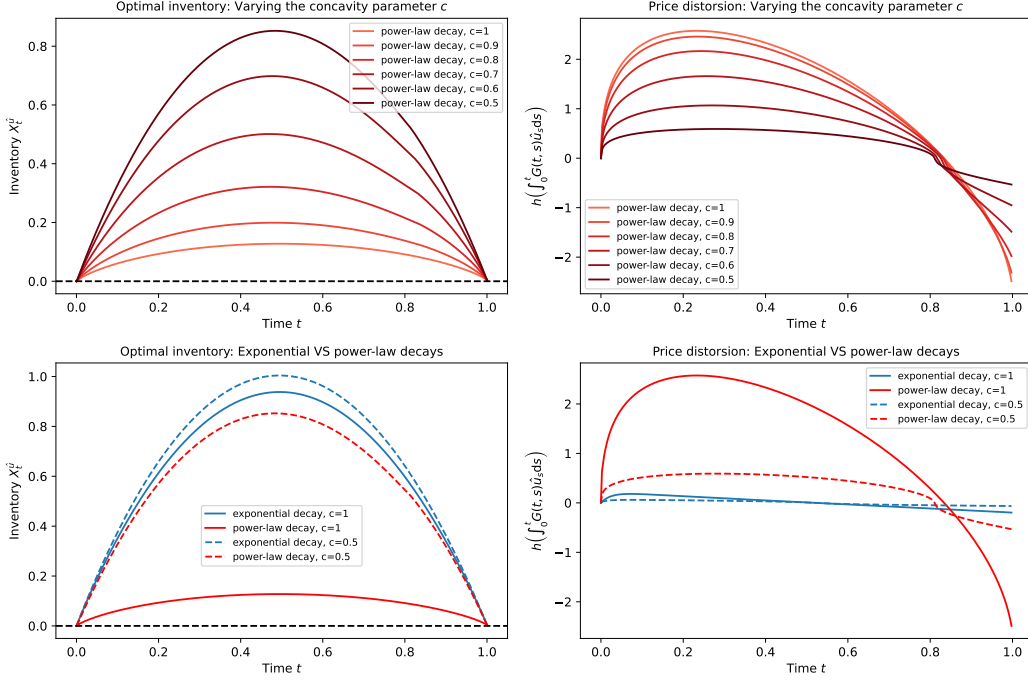 Optimal inventory: Varying the concavity parameter c
Inventory X_t^û
0.8
0.6
0.4
0.2
0.0
power-law decay, c=1
power-law decay, c=0.9
power-law decay, c=0.8
power-law decay, c=0.7
power-law decay, c=0.6
power-law decay, c=0.5
0.0 0.2 0.4 0.6 0.8 1.0
Time t
Price distorsion: Varying the concavity parameter c
h(∫_0^t G(t, s)û_s ds)
2
1
0
−1
−2
power-law decay, c=1
power-law decay, c=0.9
power-law decay, c=0.8
power-law decay, c=0.7
power-law decay, c=0.6
power-law decay, c=0.5
0.0 0.2 0.4 0.6 0.8 1.0
Time t
Optimal inventory: Exponential VS power-law decays
Inventory X_t^û
1.0
0.8
0.6
0.4
0.2
0.0
exponential decay, c=1
power-law decay, c=1
exponential decay, c=0.5
power-law decay, c=0.5
0.0 0.2 0.4 0.6 0.8 1.0
Time t
Price distorsion: Exponential VS power-law decays
h(∫_0^t G(t, s)û_s ds)
2
1
0
−1
−2
exponential decay, c=1
power-law decay, c=1
exponential decay, c=0.5
power-law decay, c=0.5
0.0 0.2 0.4 0.6 0.8 1.0
Time t